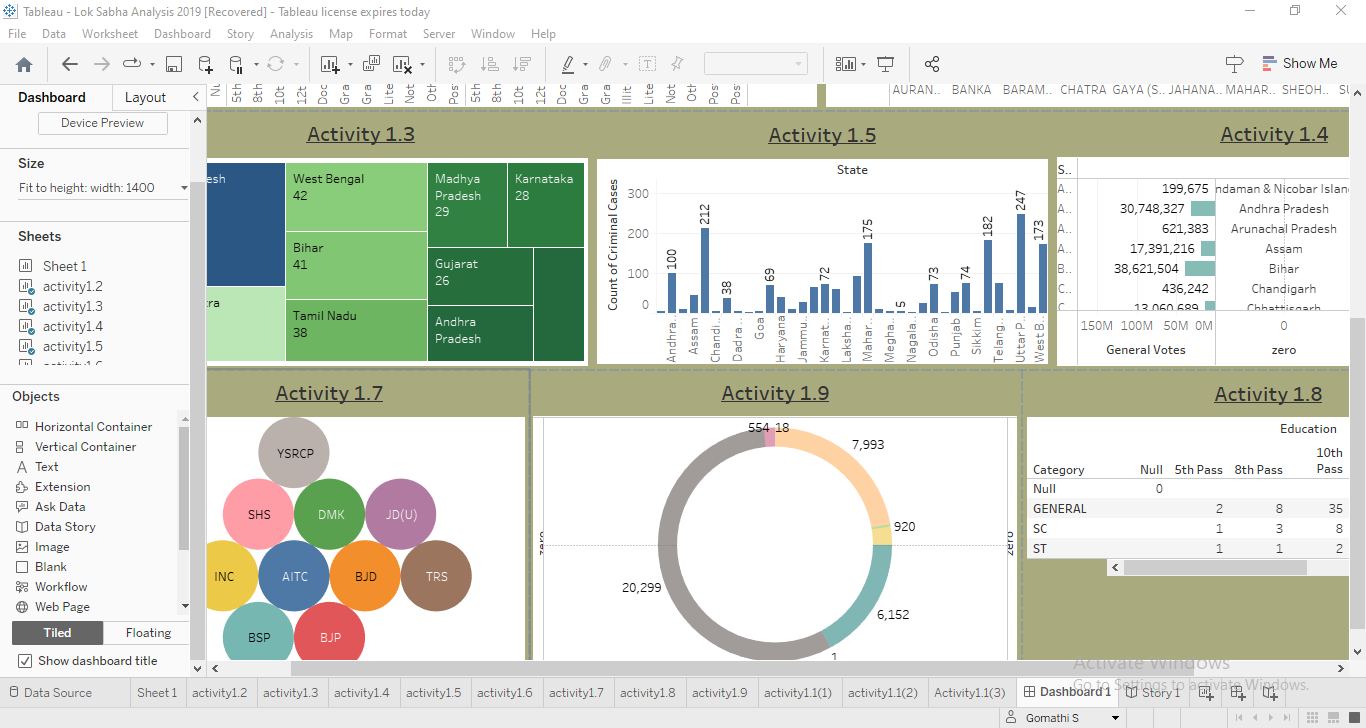 Tableau - Lok Sabha Analysis 2019 [Recovered] - Tableau license expires today
File Data Worksheet Dashboard Story Analysis Map Format Server Window Help
Show Me
Dashboard Layout
Device Preview
Size
Fit to height: width: 1400
Sheets
Sheet 1
activity1.2
activity1.3
activity1.4
activity1.5
Objects
Horizontal Container
Vertical Container
Text
Extension
Ask Data
Data Story
Image
Blank
Workflow
Web Page
Tiled Floating
Show dashboard title
5th 8th 10t 12t Doc Gra Gra Lite Not Otl Pos 5th 8th 10t 12t Doc Gra Gra Illit Lite Not Otl Pos Pos
AURAN.. BANKA BARAM.. CHATRA GAYA (S.. JAHANA.. MAHAR.. SHEOH..
Activity 1.3
West Bengal
42
Bihar
41
Tamil Nadu
38
Madhya
Pradesh
29
Karnataka
28
Gujarat
26
Andhra
Pradesh
Activity 1.5
State
Count of Criminal Cases
300
200
100
0
100 212 38 69 72 175 5 73 74 182 247 173
Andhra.. Assam Chandi.. Dadra.. Goa Haryana Jammu.. Karnat.. Laksha.. Mahar.. Megha.. Nagala.. Odisha Punjab Sikkim Telang.. Uttar P.. West B..
Activity 1.4
S..
A.. 199,675 ndaman & Nicobar Islan
A.. 30,748,327 Andhra Pradesh
A.. 621,383 Arunachal Pradesh
A.. 17,391,216 Assam
B.. 38,621,504 Bihar
C.. 436,242 Chandigarh
C 13,060,689 Chhattisgarh
150M 100M 50M 0M 0
General Votes zero
Activity 1.7
YSRCP
SHS DMK JD(U)
INC AITC BJD TRS
BSP BJP
Activity 1.9
554 18
7,993
920
zero zero
20,299
6,152
1
Activity 1.8
Education
Category Null 5th Pass 8th Pass 10th
Pass
Null 0
GENERAL 2 8 35
SC 1 3 8
ST 1 1 2
Activate Windows
Go to Settings to activate Windows.
Data Source Sheet 1 activity1.2 activity1.3 activity1.4 activity1.5 activity1.6 activity1.7 activity1.8 activity1.9 activity1.1(1) activity1.1(2) Activity1.1(3) Dashboard 1 Story 1
Gomathi S